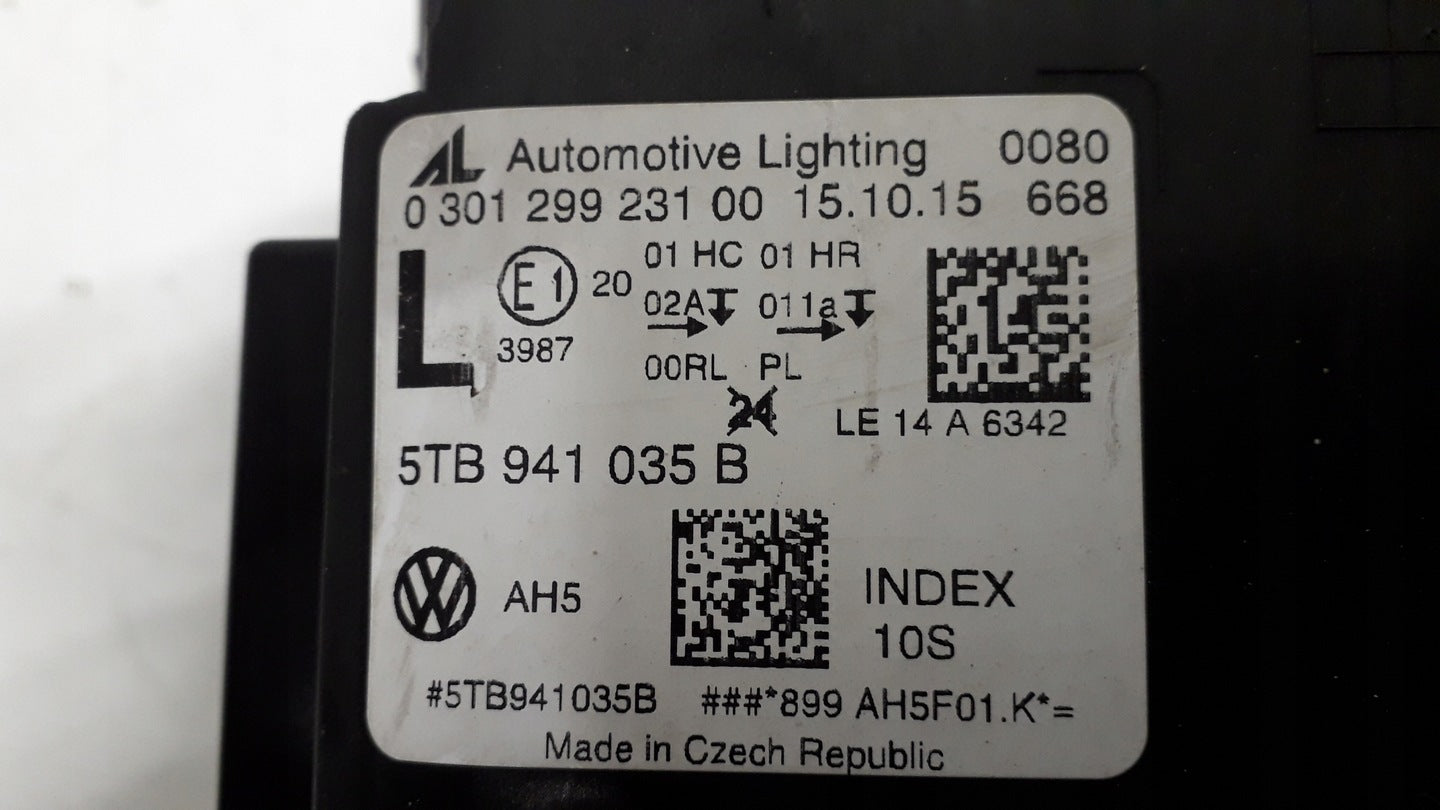 AL Automotive Lighting 0080
0 301 299 231 00 15.10.15 668
L E1 20 01 HC 01 HR
02A 011a
3987
00RL PL
24
LE 14 A 6342
5TB 941 035 B
VW AH5 INDEX
10S
#5TB941035B ###*899 AH5F01.K*=
Made in Czech Republic